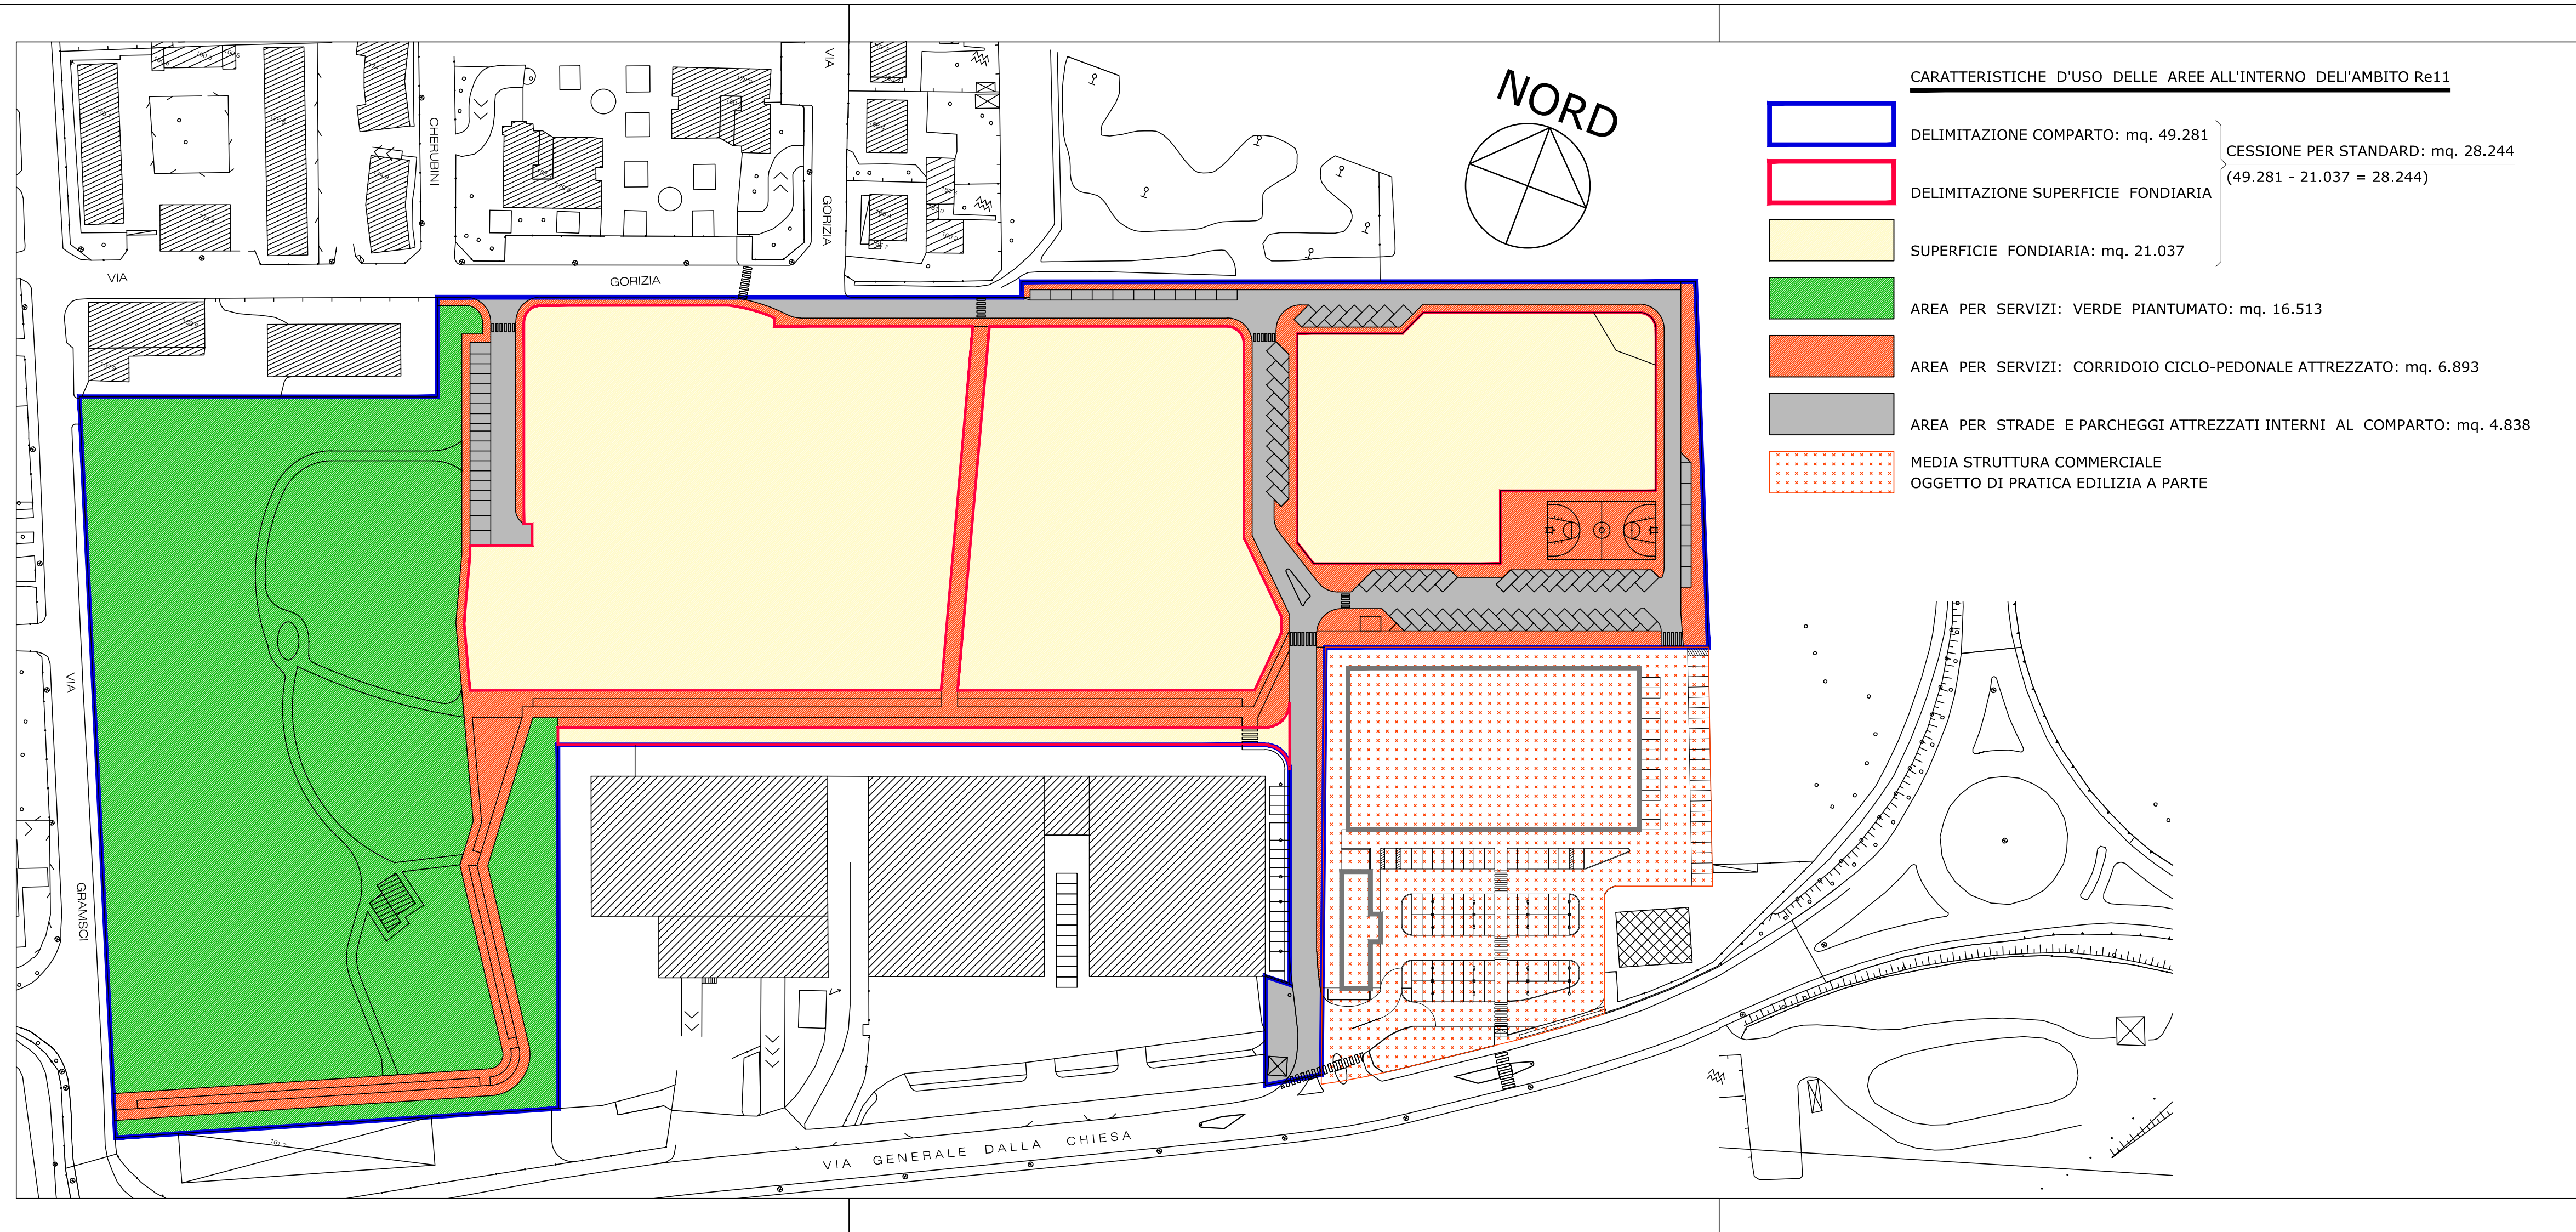 NORD
CARATTERISTICHE D'USO DELLE AREE ALL'INTERNO DELl'AMBITO Re11
DELIMITAZIONE COMPARTO: mq. 49.281
CESSIONE PER STANDARD: mq. 28.244
(49.281 - 21.037 = 28.244)
DELIMITAZIONE SUPERFICIE FONDIARIA
SUPERFICIE FONDIARIA: mq. 21.037
AREA PER SERVIZI: VERDE PIANTUMATO: mq. 16.513
AREA PER SERVIZI: CORRIDOIO CICLO-PEDONALE ATTREZZATO: mq. 6.893
AREA PER STRADE E PARCHEGGI ATTREZZATI INTERNI AL COMPARTO: mq. 4.838
MEDIA STRUTTURA COMMERCIALE
OGGETTO DI PRATICA EDILIZIA A PARTE
CHERUBINI
VIA
GORIZIA
VIA
GORIZIA
VIA
GRAMSCI
VIA GENERALE DALLA CHIESA